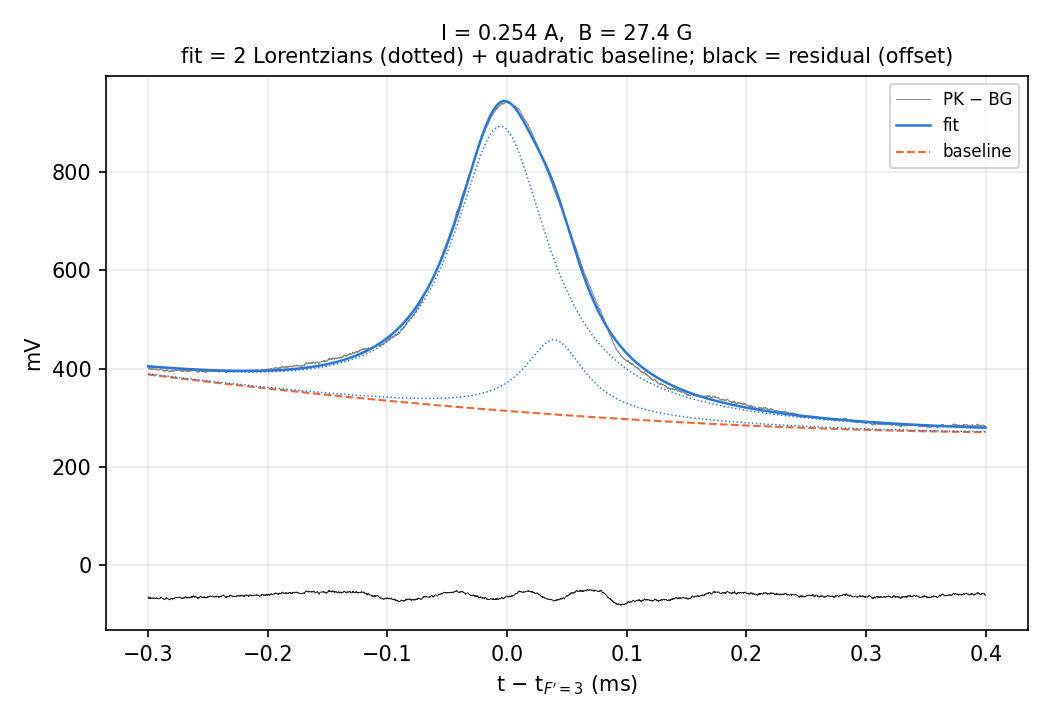 I = 0.254 A,  B = 27.4 G
fit = 2 Lorentzians (dotted) + quadratic baseline; black = residual (offset)
PK − BG
fit
baseline
mV
800
600
400
200
0
−0.3
−0.2
−0.1
0.0
0.1
0.2
0.3
0.4
t − t_{F′=3} (ms)